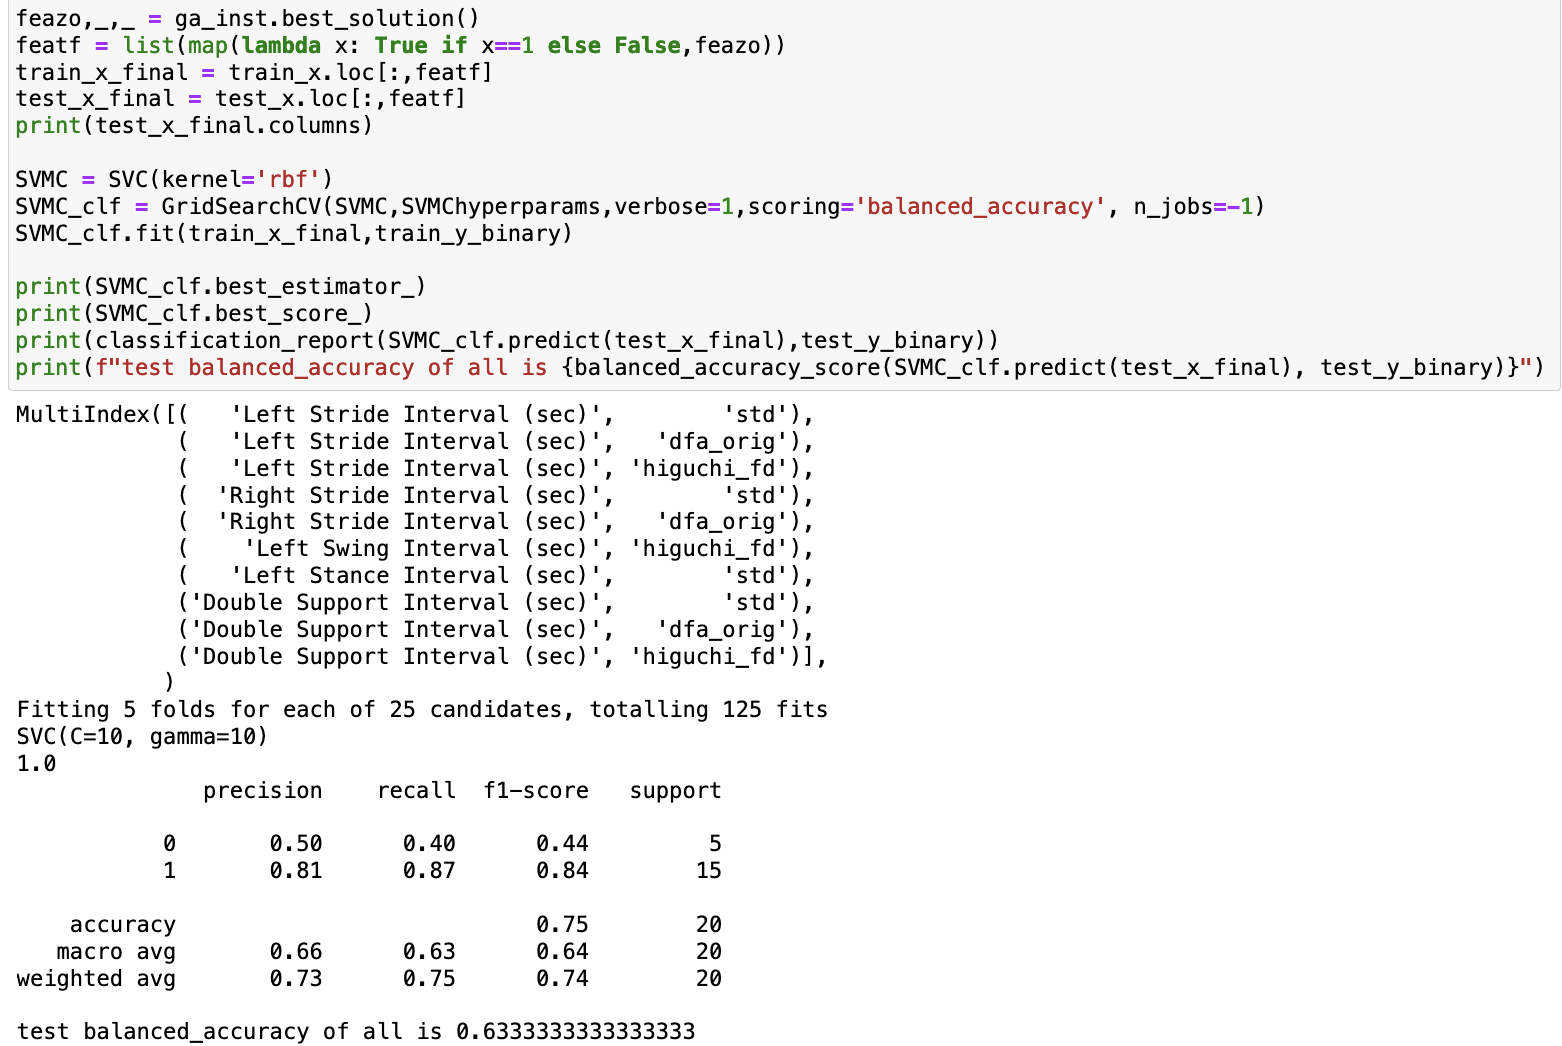 feazo,_,_ = ga_inst.best_solution()
featf = list(map(lambda x: True if x==1 else False,feazo))
train_x_final = train_x.loc[:,featf]
test_x_final = test_x.loc[:,featf]
print(test_x_final.columns)

SVMC = SVC(kernel='rbf')
SVMC_clf = GridSearchCV(SVMC,SVMChyperparams,verbose=1,scoring='balanced_accuracy', n_jobs=-1)
SVMC_clf.fit(train_x_final,train_y_binary)

print(SVMC_clf.best_estimator_)
print(SVMC_clf.best_score_)
print(classification_report(SVMC_clf.predict(test_x_final),test_y_binary))
print(f"test balanced_accuracy of all is {balanced_accuracy_score(SVMC_clf.predict(test_x_final), test_y_binary)}")
MultiIndex([(   'Left Stride Interval (sec)',        'std'),
            (   'Left Stride Interval (sec)',   'dfa_orig'),
            (   'Left Stride Interval (sec)', 'higuchi_fd'),
            (  'Right Stride Interval (sec)',        'std'),
            (  'Right Stride Interval (sec)',   'dfa_orig'),
            (    'Left Swing Interval (sec)', 'higuchi_fd'),
            (   'Left Stance Interval (sec)',        'std'),
            ('Double Support Interval (sec)',        'std'),
            ('Double Support Interval (sec)',   'dfa_orig'),
            ('Double Support Interval (sec)', 'higuchi_fd')],
           )
Fitting 5 folds for each of 25 candidates, totalling 125 fits
SVC(C=10, gamma=10)
1.0
              precision    recall  f1-score   support

           0       0.50      0.40      0.44         5
           1       0.81      0.87      0.84        15

    accuracy                           0.75        20
   macro avg       0.66      0.63      0.64        20
weighted avg       0.73      0.75      0.74        20

test balanced_accuracy of all is 0.6333333333333333